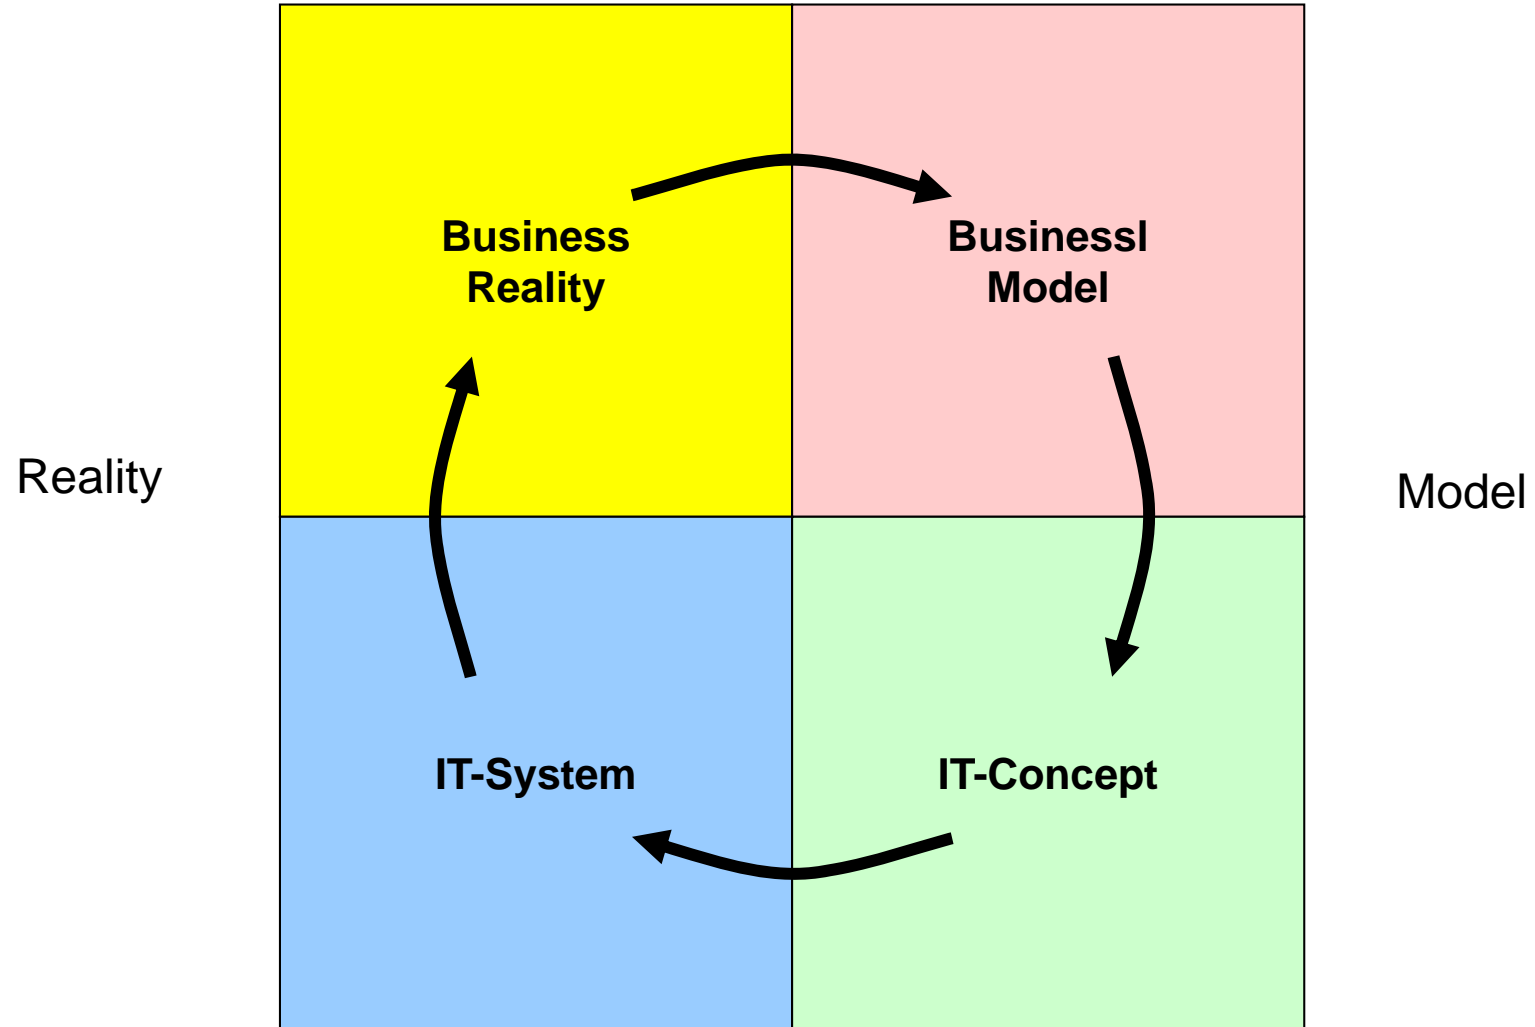 Business
Reality
Businessl
Model
Reality
Model
IT-System
IT-Concept